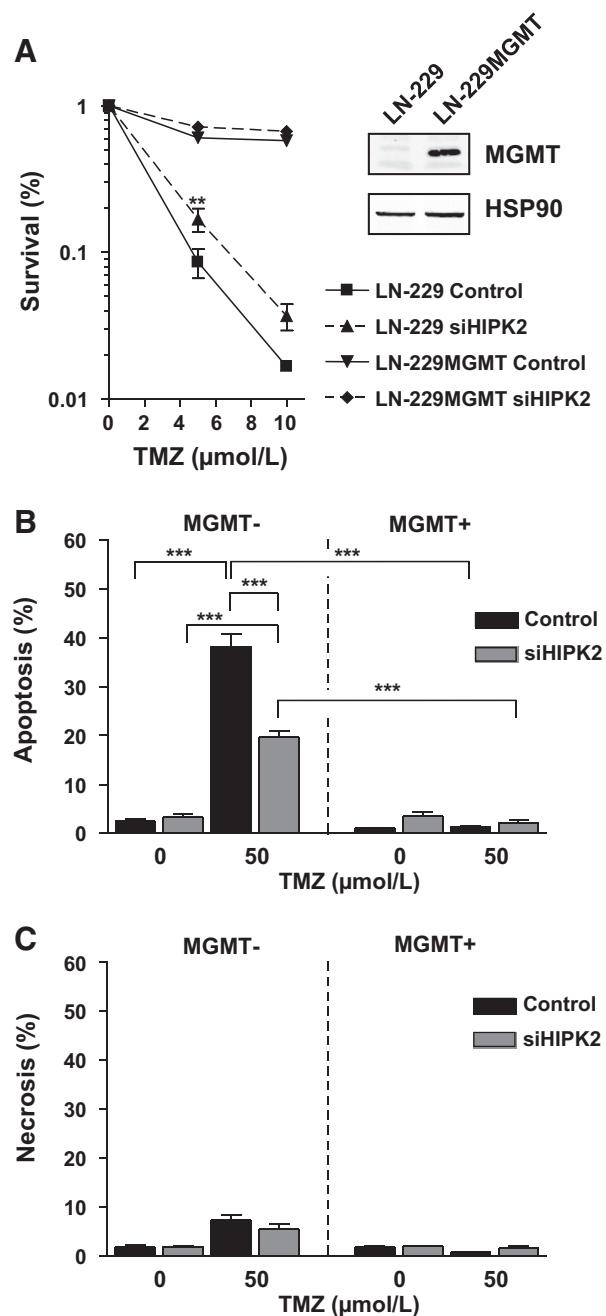 A
LN-229
LN-229MGMT
MGMT
HSP90
Survival (%)
1
0.1
0.01
**
0 2 4 6 8 10
TMZ (µmol/L)
LN-229 Control
LN-229 siHIPK2
LN-229MGMT Control
LN-229MGMT siHIPK2
B
MGMT- MGMT+
Apoptosis (%)
60
50
40
30
20
10
0
*** ***
***
***
***
Control
siHIPK2
0 50 0 50
TMZ (µmol/L)
C
MGMT- MGMT+
Necrosis (%)
60
50
40
30
20
10
0
Control
siHIPK2
0 50 0 50
TMZ (µmol/L)